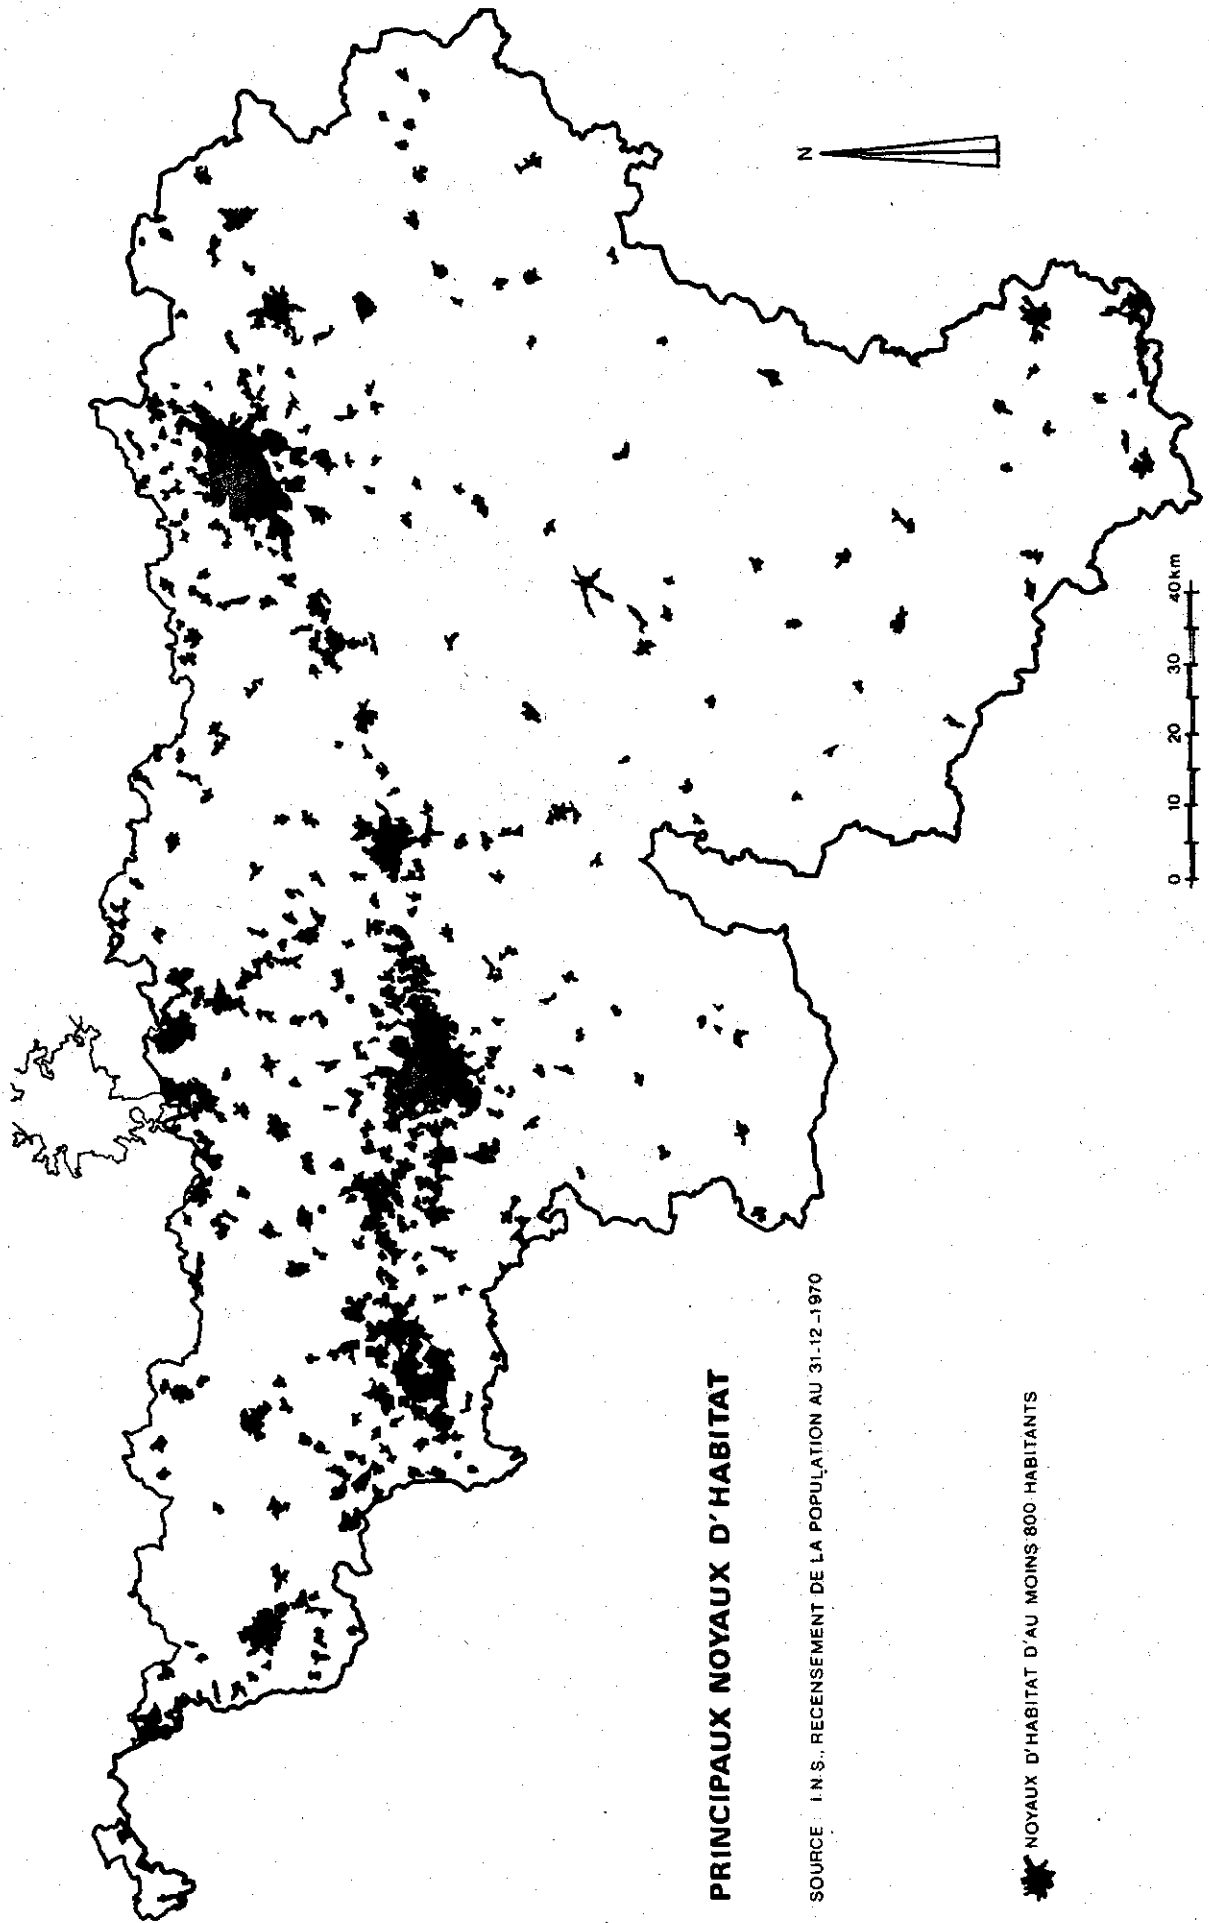 N
PRINCIPAUX NOYAUX D'HABITAT
SOURCE : I.N.S., RECENSEMENT DE LA POPULATION AU 31-12-1970
NOYAUX D'HABITAT D'AU MOINS 800 HABITANTS
0 10 20 30 40km